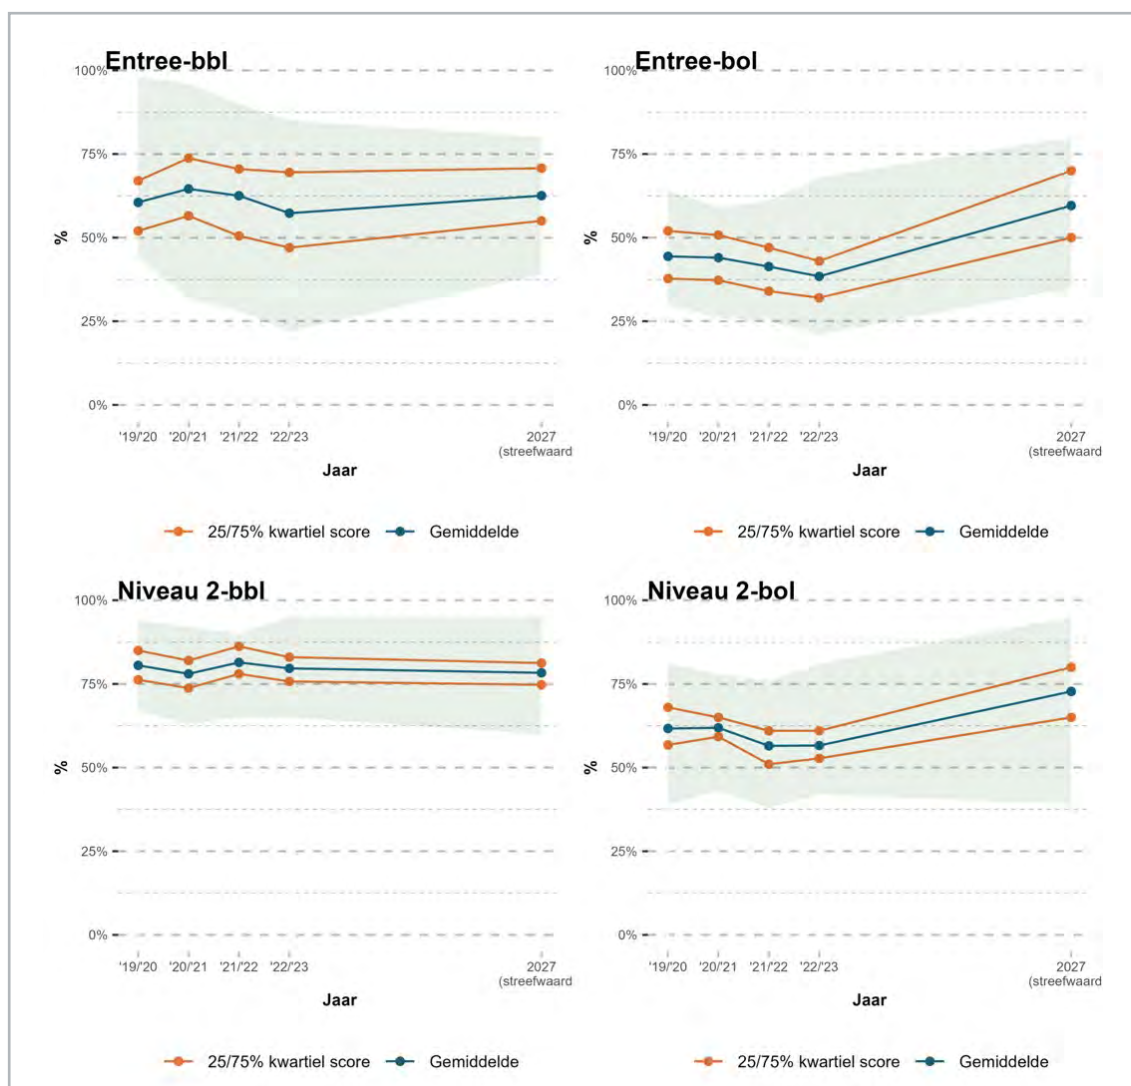 Entree-bbl
100%
75%
50%
25%
0%
%
'19/'20 '20/'21 '21/'22 '22/'23 2027
(streefwaard
Jaar
25/75% kwartiel score Gemiddelde
Entree-bol
100%
75%
50%
25%
0%
%
'19/'20 '20/'21 '21/'22 '22/'23 2027
(streefwaard
Jaar
25/75% kwartiel score Gemiddelde
Niveau 2-bbl
100%
75%
50%
25%
0%
%
'19/'20 '20/'21 '21/'22 '22/'23 2027
(streefwaard
Jaar
25/75% kwartiel score Gemiddelde
Niveau 2-bol
100%
75%
50%
25%
0%
%
'19/'20 '20/'21 '21/'22 '22/'23 2027
(streefwaard
Jaar
25/75% kwartiel score Gemiddelde